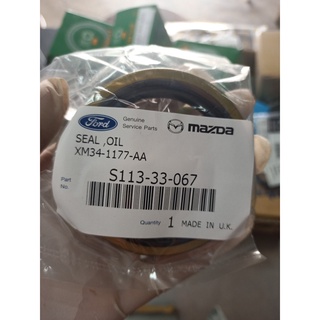 Ford
Genuine
Service Parts
mazda
SEAL ,OIL
XM34-1177-AA
Part
No.
S113-33-067
Quantity 1 MADE IN U.K.